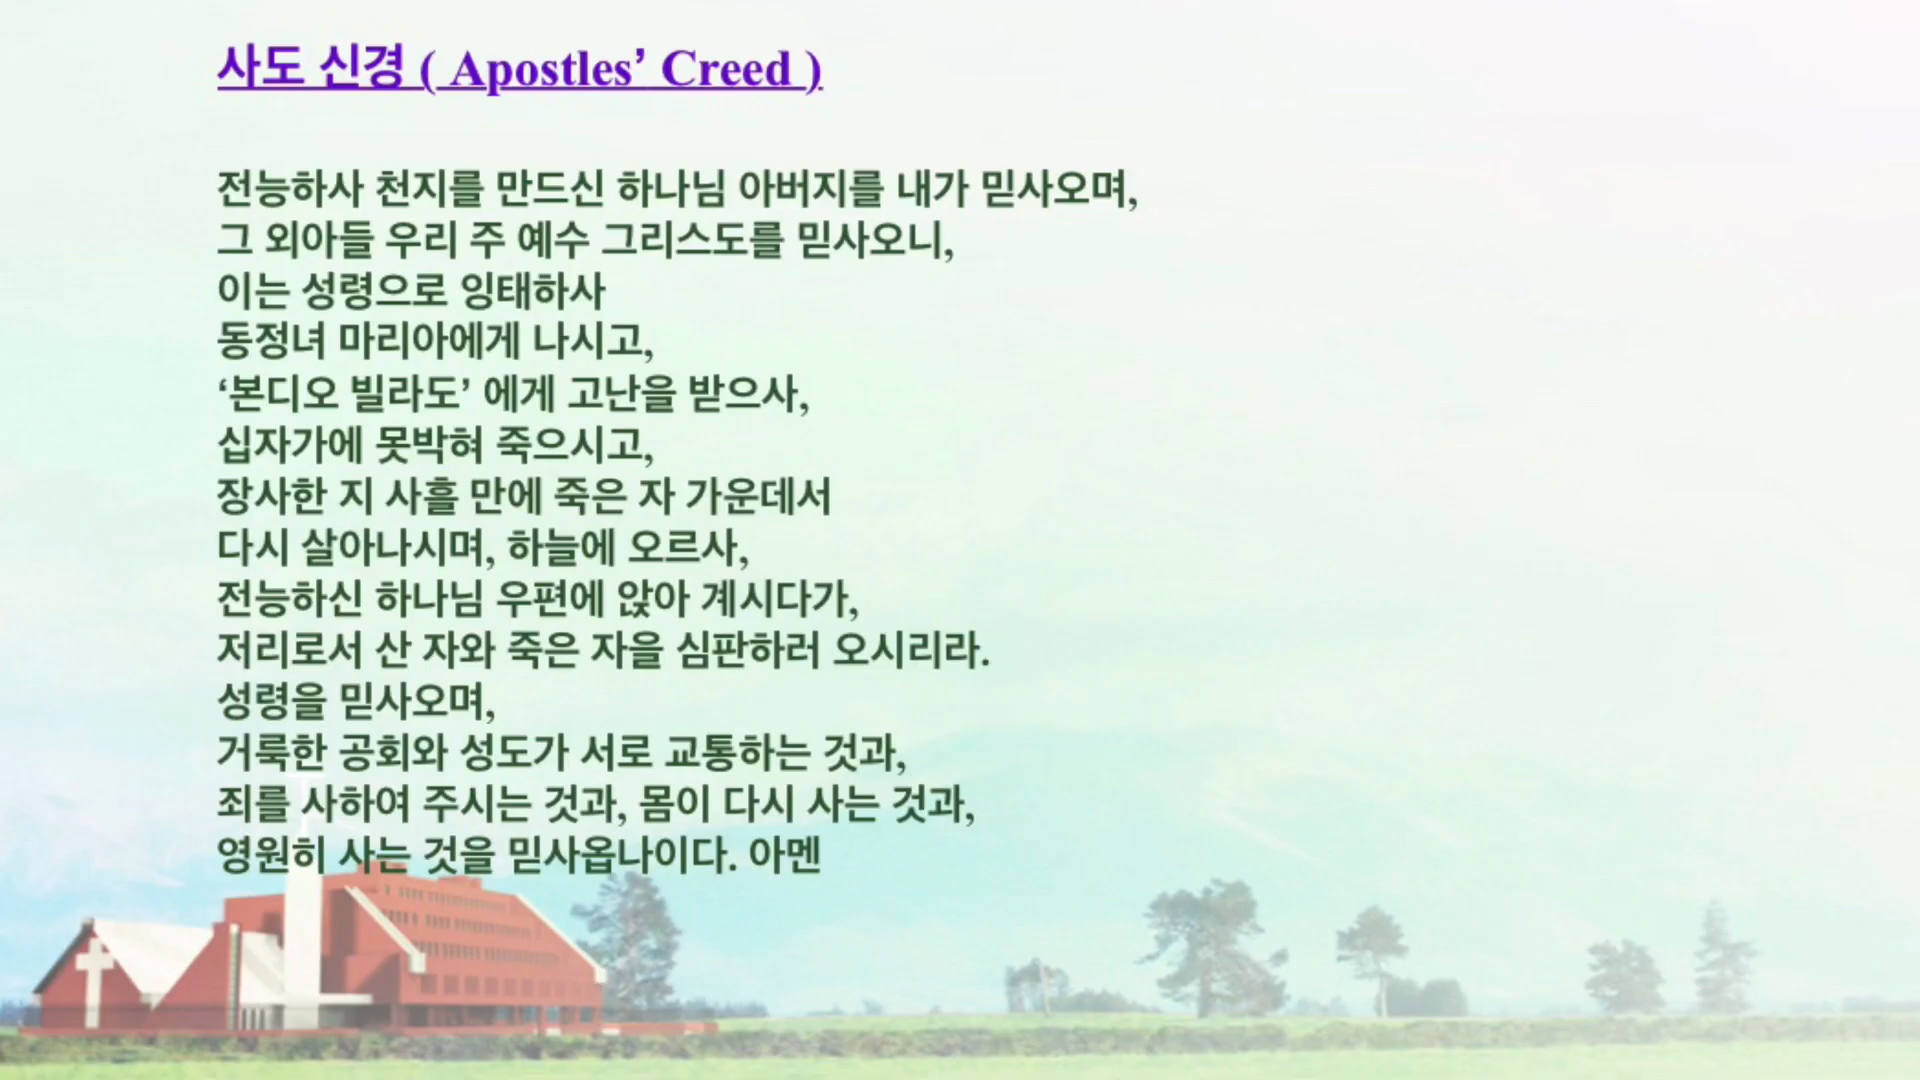 사도 신경 ( Apostles’ Creed )
전능하사 천지를 만드신 하나님 아버지를 내가 믿사오며,
그 외아들 우리 주 예수 그리스도를 믿사오니,
이는 성령으로 잉태하사
동정녀 마리아에게 나시고,
‘본디오 빌라도’ 에게 고난을 받으사,
십자가에 못박혀 죽으시고,
장사한 지 사흘 만에 죽은 자 가운데서
다시 살아나시며, 하늘에 오르사,
전능하신 하나님 우편에 앉아 계시다가,
저리로서 산 자와 죽은 자을 심판하러 오시리라.
성령을 믿사오며,
거룩한 공회와 성도가 서로 교통하는 것과,
죄를 사하여 주시는 것과, 몸이 다시 사는 것과,
영원히 사는 것을 믿사옵나이다. 아멘